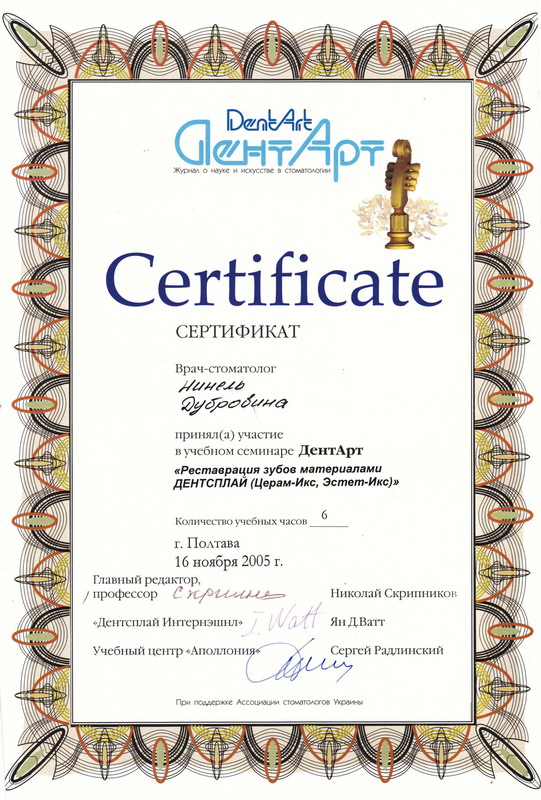 DentArt
ДентАрт
Журнал о науке и искусстве в стоматологии
Certificate
СЕРТИФИКАТ
Врач-стоматолог
Нинель
Дубровина
принял(а) участие
в учебном семинаре ДентАрт
«Реставрация зубов материалами
ДЕНТСПЛАЙ (Церам-Икс, Эстет-Икс)»
Количество учебных часов 6
г. Полтава
16 ноября 2005 г.
Главный редактор,
профессор Николай Скрипников
«Дентсплай Интернэшнл» I. Watt Ян Д.Ватт
Учебный центр «Аполлония» Сергей Радлинский
При поддержке Ассоциации стоматологов Украины